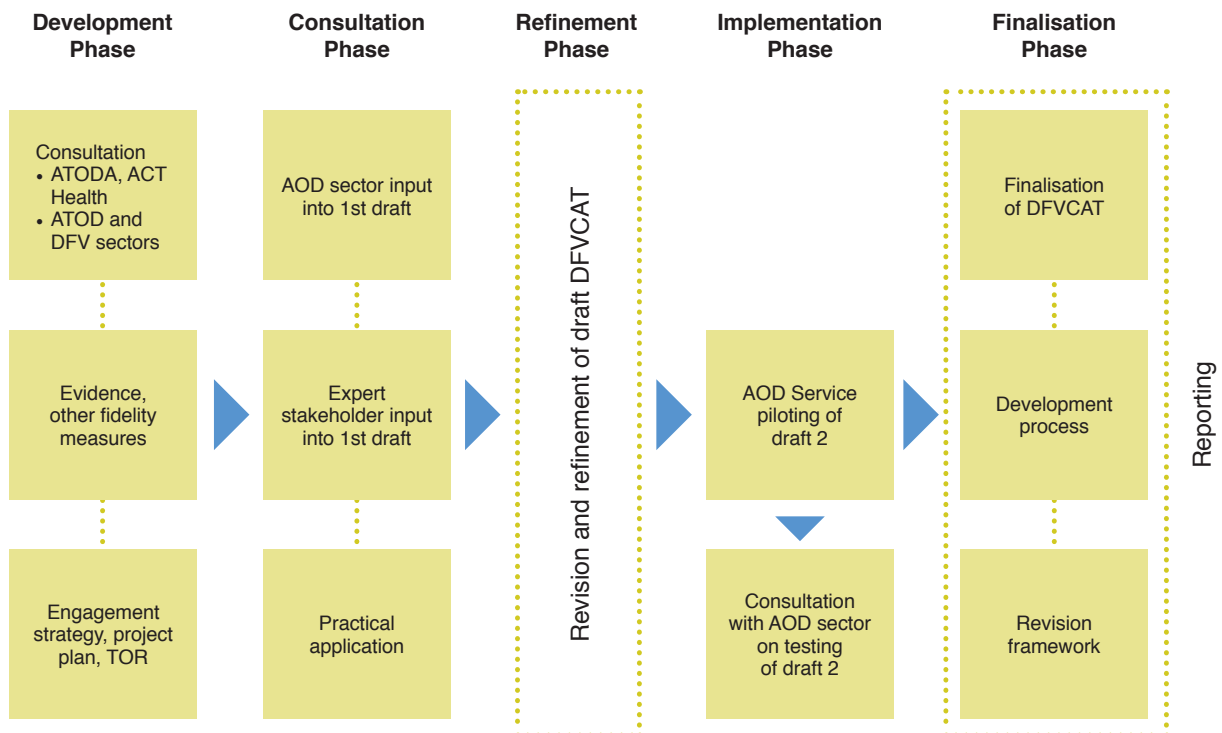 Development
Phase
Consultation
Phase
Refinement
Phase
Implementation
Phase
Finalisation
Phase
Consultation
• ATODA, ACT
Health
• ATOD and
DFV sectors
Evidence,
other fidelity
measures
Engagement
strategy, project
plan, TOR
AOD sector input
into 1st draft
Expert
stakeholder input
into 1st draft
Practical
application
Revision and refinement of draft DFVCAT
AOD Service
piloting of
draft 2
Consultation
with AOD sector
on testing
of draft 2
Finalisation
of DFVCAT
Development
process
Revision
framework
Reporting